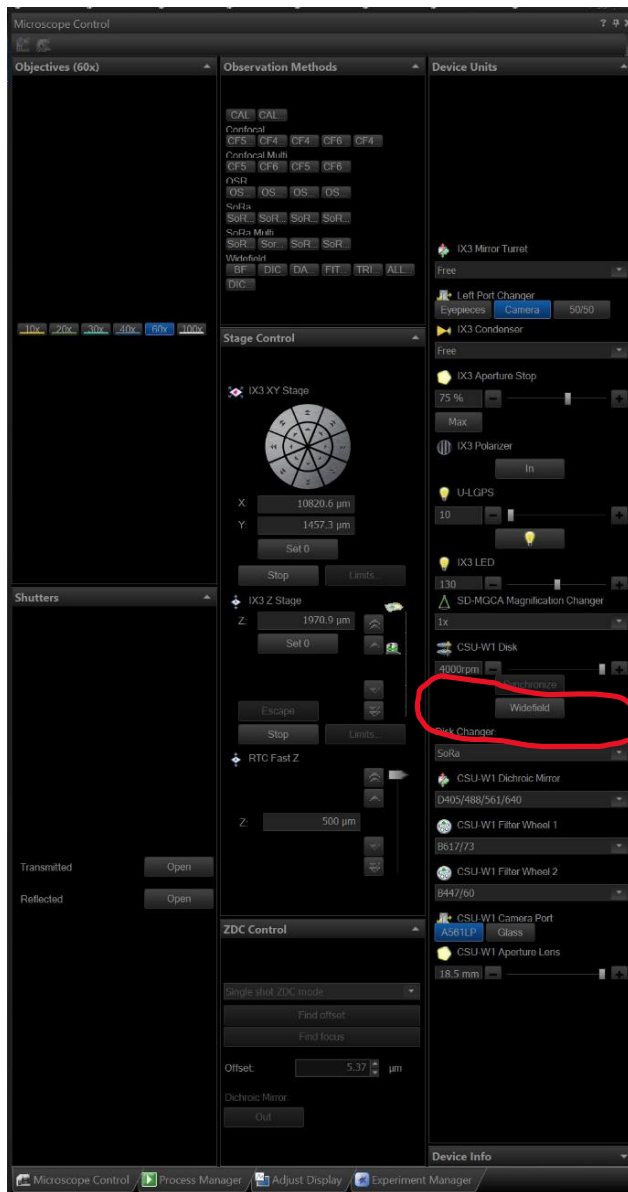 Microscope Control
Objectives (60x)
10x 20x 30x 40x 60x 100x
Shutters
Transmitted Open
Reflected Open
Observation Methods
CAL CAL...
Confocal
CF5 CF4 CF4 CF6 CF4
Confocal Multi
CF5 CF6 CF5 CF6
OSR
OS... OS... OS... OS...
SoRa
SoR... SoR... SoR... SoR...
SoRa Multi
SoR... Sor... SoR... SoR...
Widefield
BF DIC DA... FIT... TRI... ALL...
DIC...
Stage Control
IX3 XY Stage
X: 10820.6 µm
Y: 1457.3 µm
Set 0
Stop Limits...
IX3 Z Stage
Z: 1970.9 µm
Set 0
Escape
Stop Limits...
RTC Fast Z
Z: 500 µm
ZDC Control
Single shot ZDC mode
Find offset
Find focus
Offset: 5.37 µm
Dichroic Mirror
Out
Device Units
IX3 Mirror Turret
Free
Left Port Changer
Eyepieces Camera 50/50
IX3 Condenser
Free
IX3 Aperture Stop
75 %
Max
IX3 Polarizer
In
U-LGPS
10
IX3 LED
130
SD-MGCA Magnification Changer
1x
CSU-W1 Disk
4000rpm
Synchronize
Widefield
Disk Changer
SoRa
CSU-W1 Dichroic Mirror
D405/488/561/640
CSU-W1 Filter Wheel 1
B617/73
CSU-W1 Filter Wheel 2
B447/60
CSU-W1 Camera Port
A561LP Glass
CSU-W1 Aperture Lens
18.5 mm
Device Info
Microscope Control Process Manager Adjust Display Experiment Manager